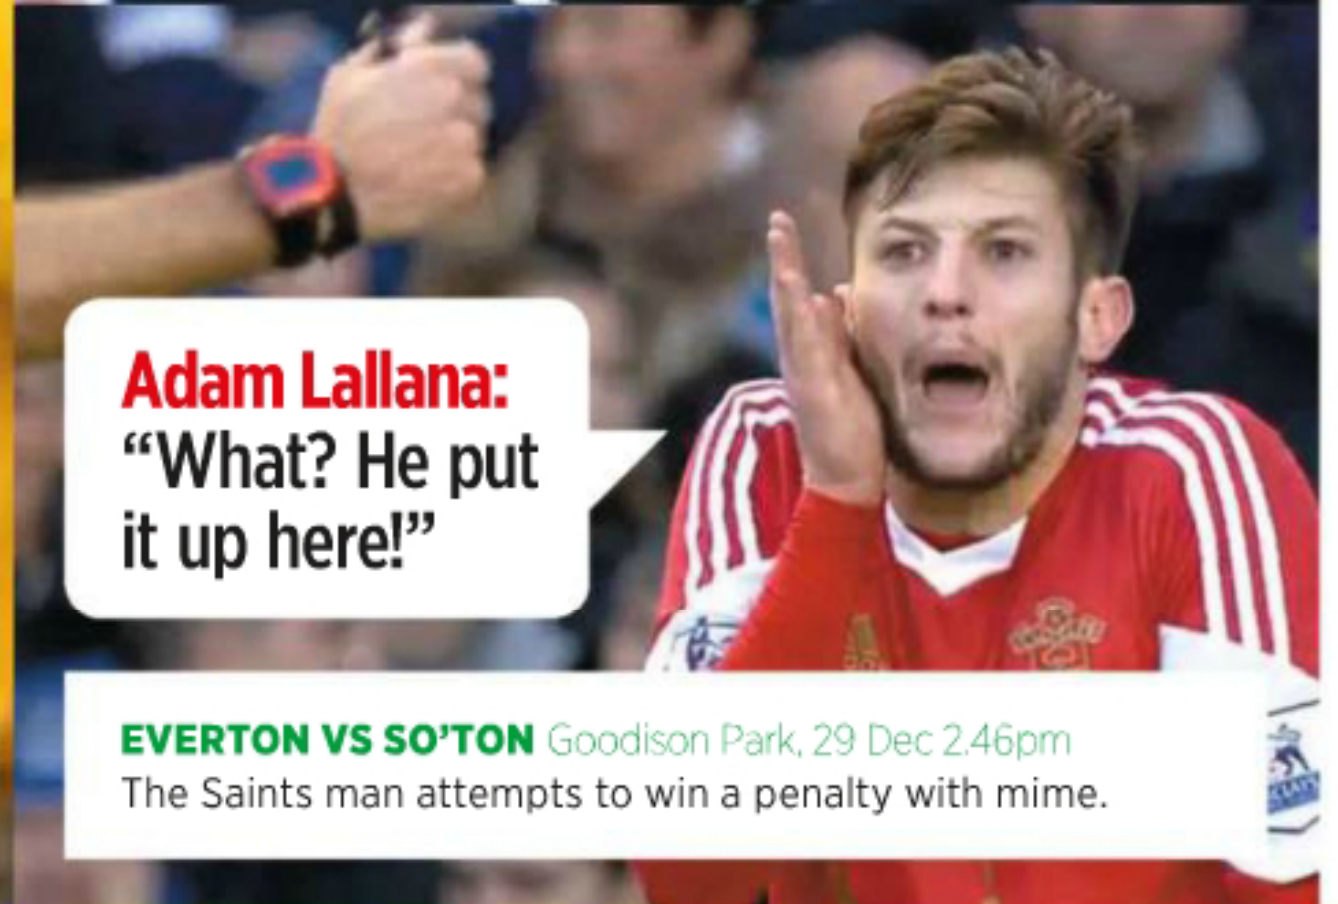 Adam Lallana:
“What? He put
it up here!”
EVERTON VS SO’TON Goodison Park, 29 Dec 2.46pm
The Saints man attempts to win a penalty with mime.